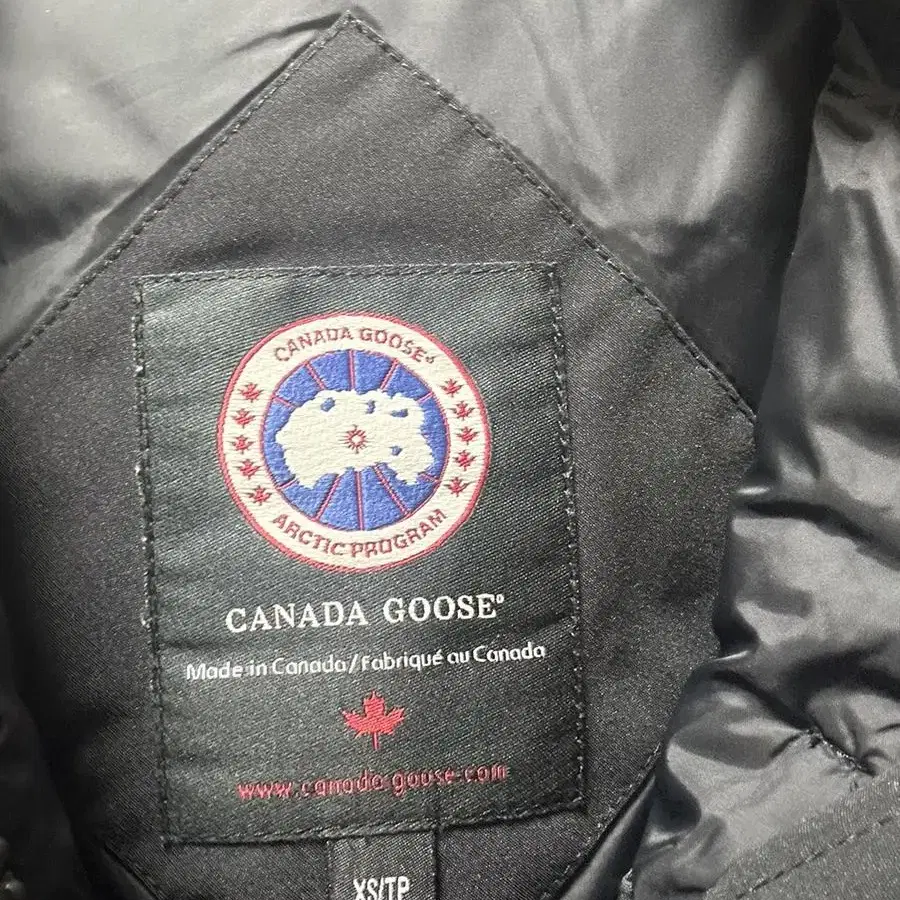 CANADA GOOSE®
ARCTIC PROGRAM
CANADA GOOSE®
Made in Canada/Fabriqué au Canada
www.canada-goose.com
XS/TP